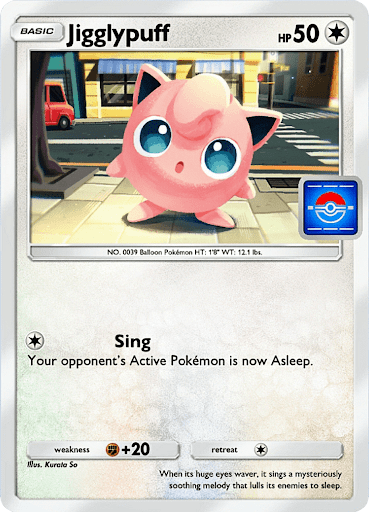 BASIC Jigglypuff HP 50
NO. 0039 Balloon Pokémon HT: 1'8" WT: 12.1 lbs.
Sing
Your opponent's Active Pokémon is now Asleep.
weakness +20 retreat
Illus. Kurata So
When its huge eyes waver, it sings a mysteriously
soothing melody that lulls its enemies to sleep.